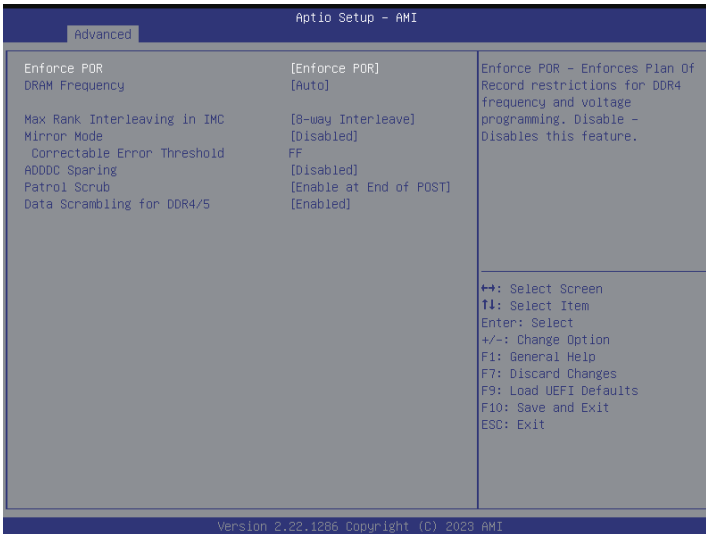 Aptio Setup - AMI
Advanced
Enforce POR [Enforce POR]
DRAM Frequency [Auto]
Max Rank Interleaving in IMC [8-way Interleave]
Mirror Mode [Disabled]
Correctable Error Threshold FF
ADDDC Sparing [Disabled]
Patrol Scrub [Enable at End of POST]
Data Scrambling for DDR4/5 [Enabled]
Enforce POR - Enforces Plan Of
Record restrictions for DDR4
frequency and voltage
programming. Disable -
Disables this feature.
↔: Select Screen
↑↓: Select Item
Enter: Select
+/-: Change Option
F1: General Help
F7: Discard Changes
F9: Load UEFI Defaults
F10: Save and Exit
ESC: Exit
Version 2.22.1286 Copyright (C) 2023 AMI